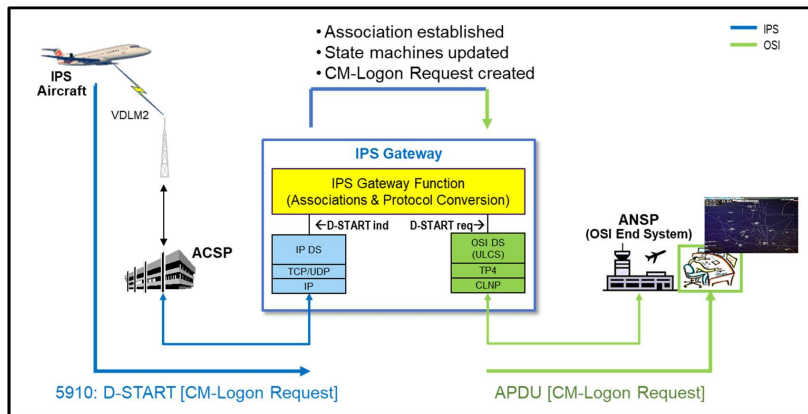 • Association established
• State machines updated
• CM-Logon Request created
IPS
OSI
IPS
Aircraft
VDLM2
ACSP
IPS Gateway
IPS Gateway Function
(Associations & Protocol Conversion)
←D-START ind
D-START req→
IP DS
TCP/UDP
IP
OSI DS
(ULCS)
TP4
CLNP
ANSP
(OSI End System)
5910: D-START [CM-Logon Request]
APDU [CM-Logon Request]